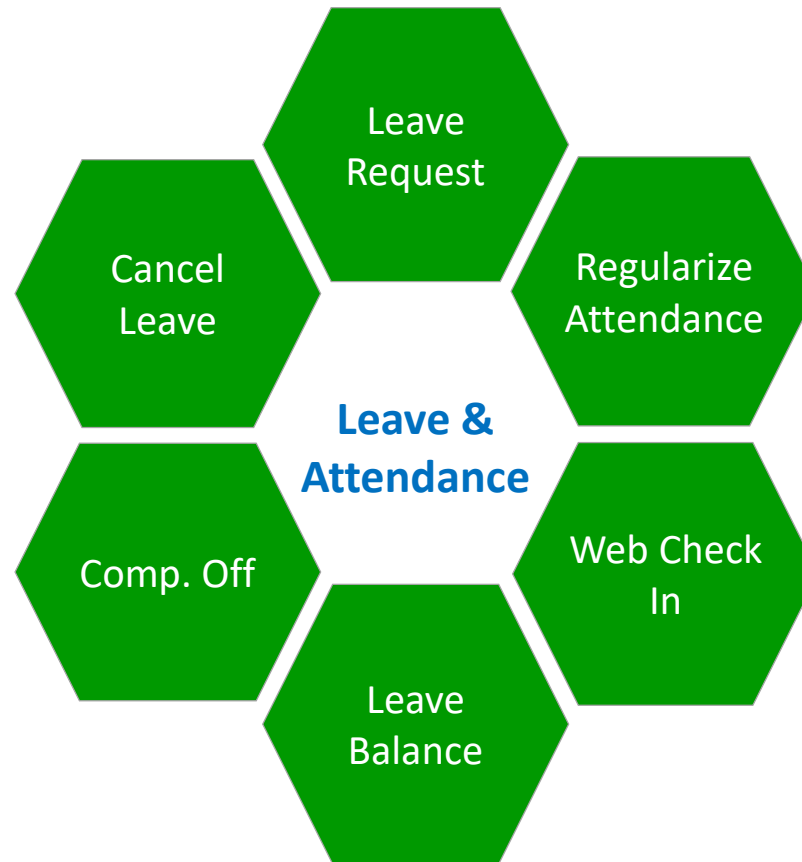 Leave
Request
Cancel
Leave
Regularize
Attendance
Leave &
Attendance
Comp. Off
Web Check
In
Leave
Balance